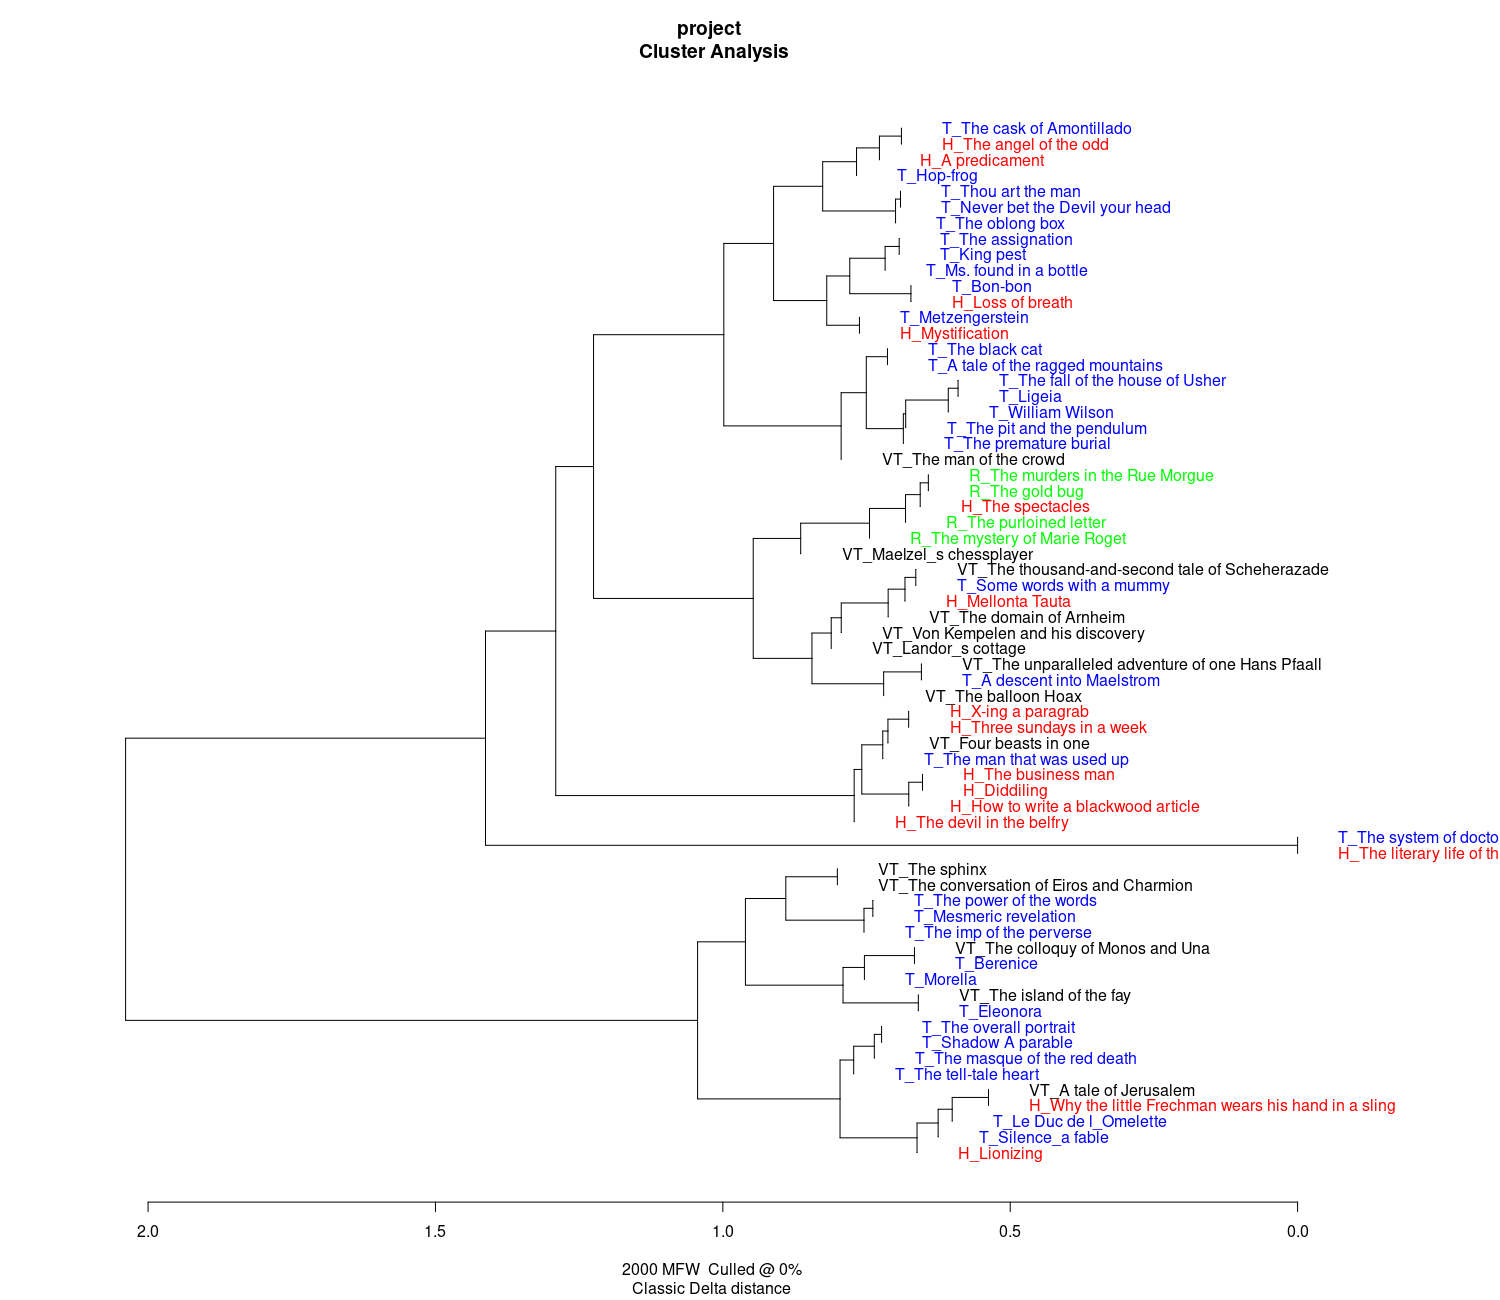 project
Cluster Analysis
T_The cask of Amontillado
H_The angel of the odd
H_A predicament
T_Hop-frog
T_Thou art the man
T_Never bet the Devil your head
T_The oblong box
T_The assignation
T_King pest
T_Ms. found in a bottle
T_Bon-bon
H_Loss of breath
T_Metzengerstein
H_Mystification
T_The black cat
T_A tale of the ragged mountains
T_The fall of the house of Usher
T_Ligeia
T_William Wilson
T_The pit and the pendulum
T_The premature burial
VT_The man of the crowd
R_The murders in the Rue Morgue
R_The gold bug
H_The spectacles
R_The purloined letter
R_The mystery of Marie Roget
VT_Maelzel_s chessplayer
VT_The thousand-and-second tale of Scheherazade
T_Some words with a mummy
H_Mellonta Tauta
VT_The domain of Arnheim
VT_Von Kempelen and his discovery
VT_Landor_s cottage
VT_The unparalleled adventure of one Hans Pfaall
T_A descent into Maelstrom
VT_The balloon Hoax
H_X-ing a paragrab
H_Three sundays in a week
VT_Four beasts in one
T_The man that was used up
H_The business man
H_Diddiling
H_How to write a blackwood article
H_The devil in the belfry
T_The system of docto
H_The literary life of th
VT_The sphinx
VT_The conversation of Eiros and Charmion
T_The power of the words
T_Mesmeric revelation
T_The imp of the perverse
VT_The colloquy of Monos and Una
T_Berenice
T_Morella
VT_The island of the fay
T_Eleonora
T_The overall portrait
T_Shadow A parable
T_The masque of the red death
T_The tell-tale heart
VT_A tale of Jerusalem
H_Why the little Frechman wears his hand in a sling
T_Le Duc de l_Omelette
T_Silence_a fable
H_Lionizing
2.0 1.5 1.0 0.5 0.0
2000 MFW Culled @ 0%
Classic Delta distance